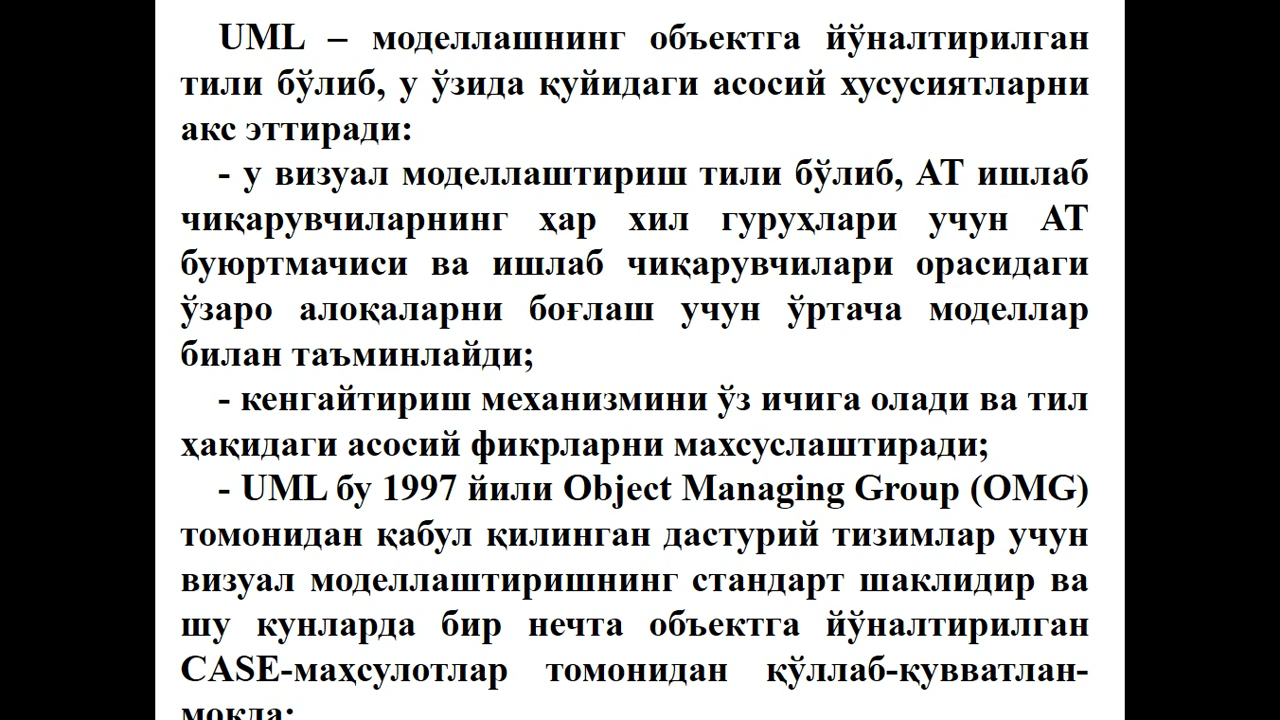 UML – моделлашнинг объектга йўналтирилган
тили бўлиб, у ўзида қуйидаги асосий хусусиятларни
акс эттиради:
- у визуал моделлаштириш тили бўлиб, АТ ишлаб
чиқарувчиларнинг ҳар хил гуруҳлари учун АТ
буюртмачиси ва ишлаб чиқарувчилари орасидаги
ўзаро алоқаларни боғлаш учун ўртача моделлар
билан таъминлайди;
- кенгайтириш механизмини ўз ичига олади ва тил
ҳақидаги асосий фикрларни махсуслаштиради;
- UML бу 1997 йили Object Managing Group (OMG)
томонидан қабул қилинган дастурий тизимлар учун
визуал моделлаштиришнинг стандарт шаклидир ва
шу кунларда бир нечта объектга йўналтирилган
CASE-маҳсулотлар томонидан қўллаб-қувватлан-
моқда;